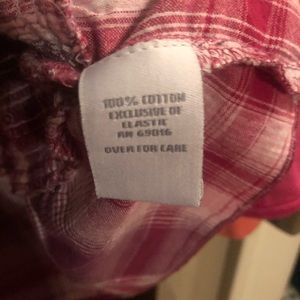 100% COTTON
EXCLUSIVE OF
ELASTIC
RN 69016
OVER FOR CARE